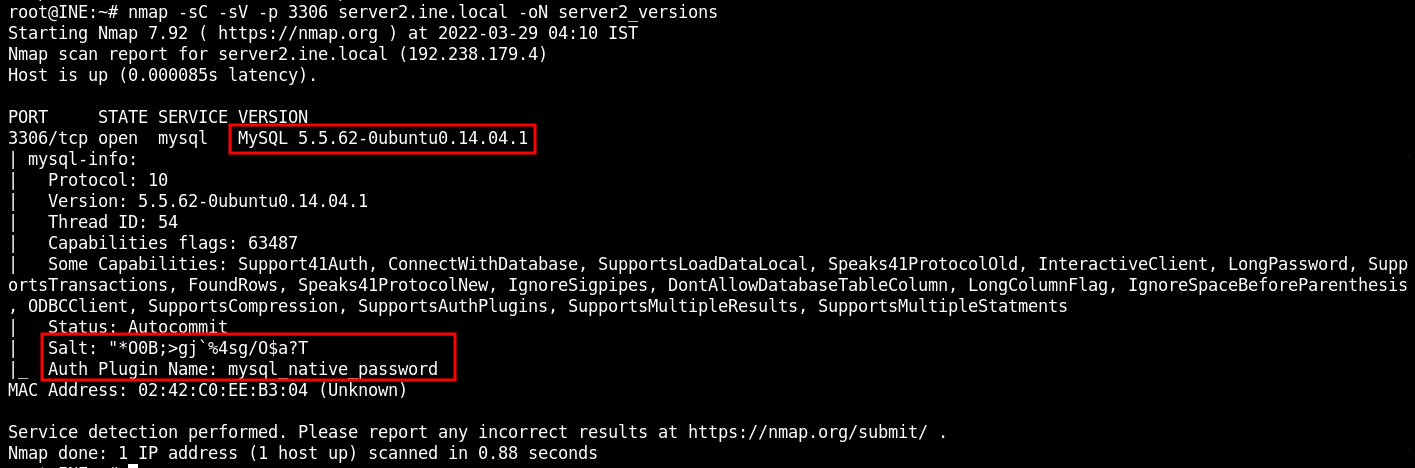 root@INE:~# nmap -sC -sV -p 3306 server2.ine.local -oN server2_versions
Starting Nmap 7.92 ( https://nmap.org ) at 2022-03-29 04:10 IST
Nmap scan report for server2.ine.local (192.238.179.4)
Host is up (0.000085s latency).

PORT     STATE SERVICE VERSION
3306/tcp open  mysql   MySQL 5.5.62-0ubuntu0.14.04.1
| mysql-info:
|   Protocol: 10
|   Version: 5.5.62-0ubuntu0.14.04.1
|   Thread ID: 54
|   Capabilities flags: 63487
|   Some Capabilities: Support41Auth, ConnectWithDatabase, SupportsLoadDataLocal, Speaks41ProtocolOld, InteractiveClient, LongPassword, Supp
ortsTransactions, FoundRows, Speaks41ProtocolNew, IgnoreSigpipes, DontAllowDatabaseTableColumn, LongColumnFlag, IgnoreSpaceBeforeParenthesis
, ODBCClient, SupportsCompression, SupportsAuthPlugins, SupportsMultipleResults, SupportsMultipleStatments
|   Status: Autocommit
|   Salt: "*O0B;>gj`%4sg/O$a?T
|_  Auth Plugin Name: mysql_native_password
MAC Address: 02:42:C0:EE:B3:04 (Unknown)

Service detection performed. Please report any incorrect results at https://nmap.org/submit/ .
Nmap done: 1 IP address (1 host up) scanned in 0.88 seconds